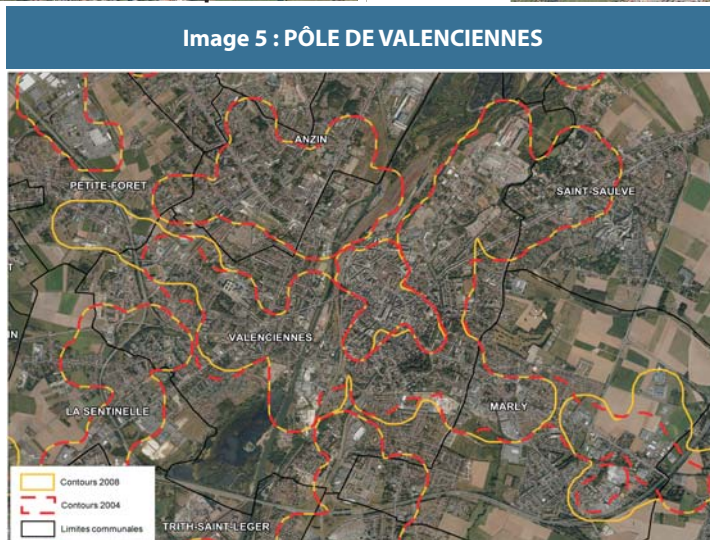 Image 5 : PÔLE DE VALENCIENNES
ANZIN
PETITE-FORET
SAINT-SAULVE
VALENCIENNES
LA SENTINELLE
MARLY
TRITH-SAINT-LEGER
Contours 2008
Contours 2004
Limites communales